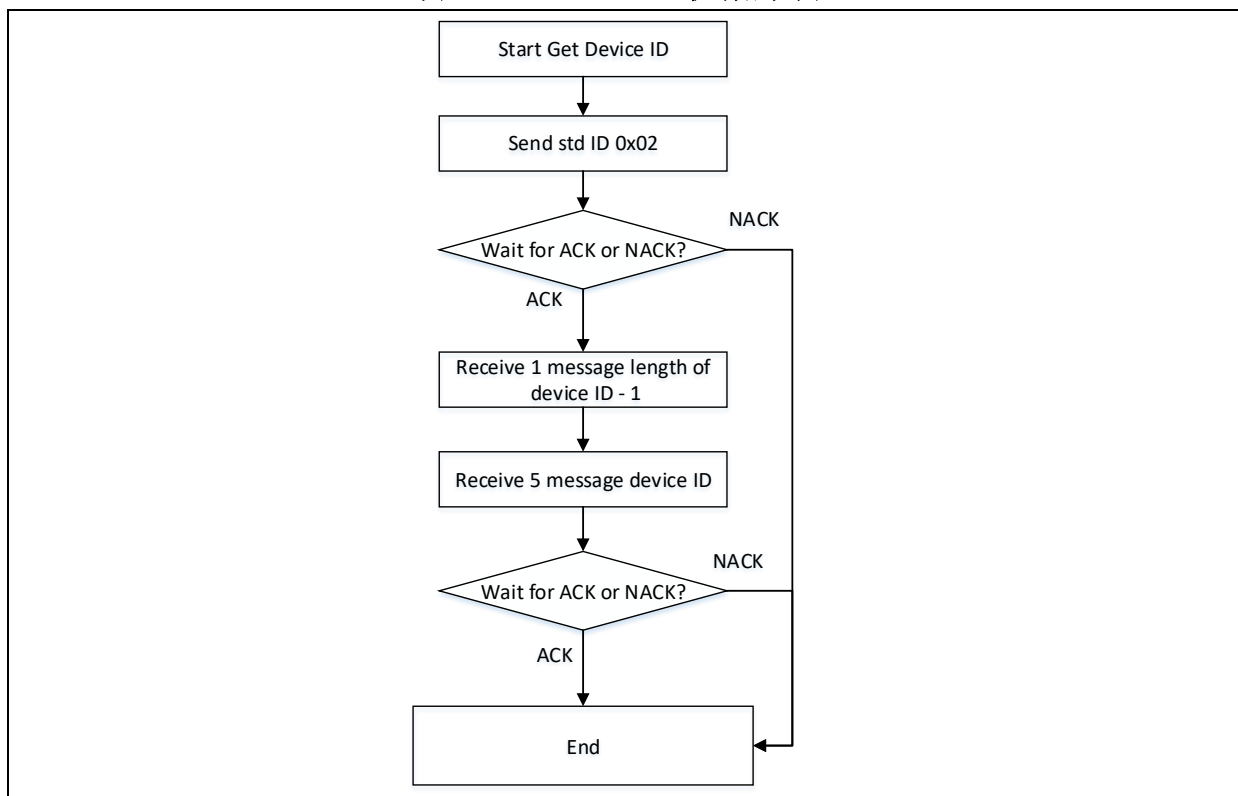 Start Get Device ID
Send std ID 0x02
NACK
Wait for ACK or NACK?
ACK
Receive 1 message length of
device ID - 1
Receive 5 message device ID
NACK
Wait for ACK or NACK?
ACK
End